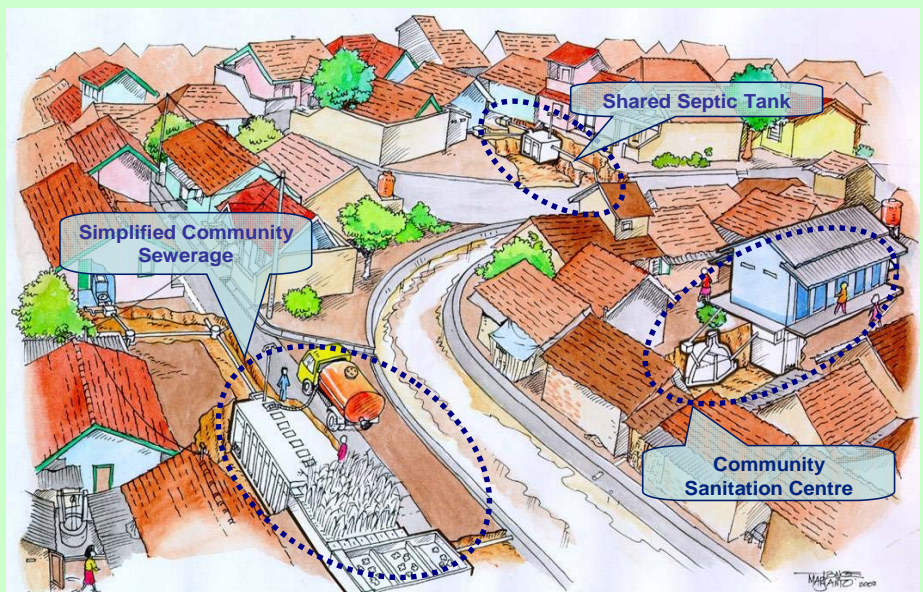 Shared Septic Tank
Simplified Community
Sewerage
Community
Sanitation Centre